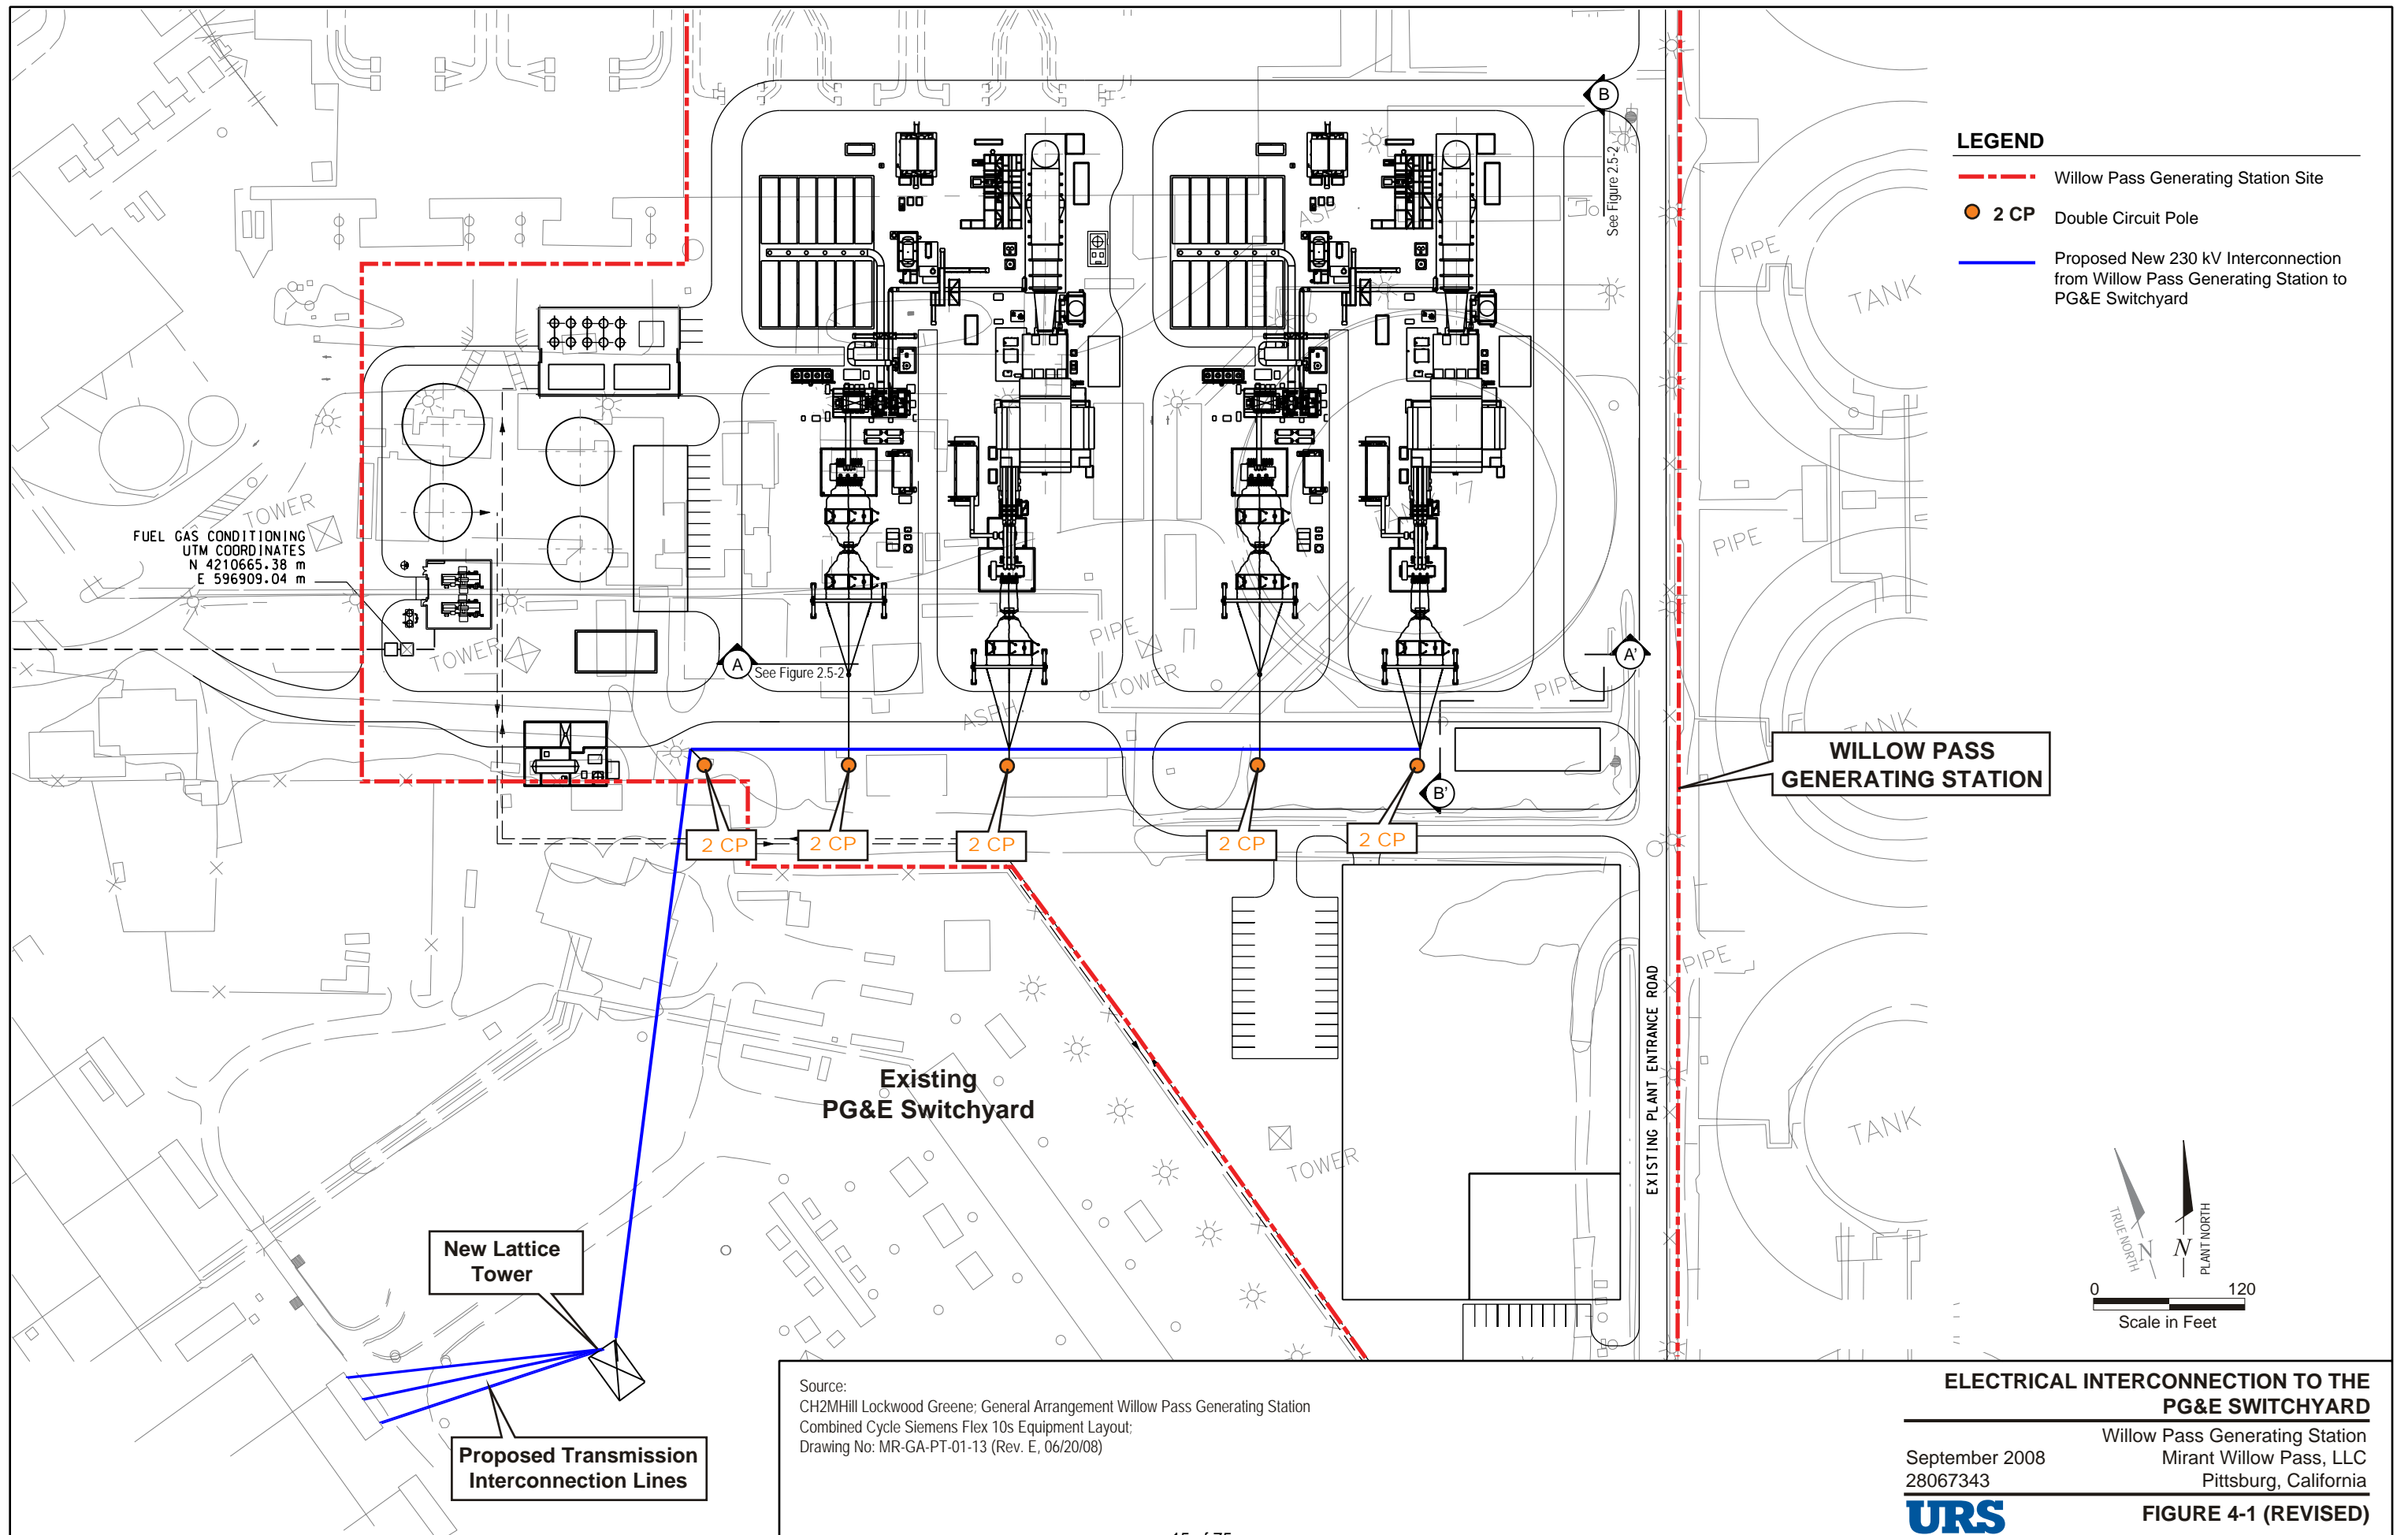 LEGEND
Willow Pass Generating Station Site
2 CP Double Circuit Pole
Proposed New 230 kV Interconnection
from Willow Pass Generating Station to
PG&E Switchyard
B
See Figure 2.5-2
ASP
PIPE
TANK
TOWER
FUEL GAS CONDITIONING
UTM COORDINATES
N 4210665.38 m
E 596909.04 m
PIPE
TOWER
A
See Figure 2.5-2
PIPE
TOWER
ASPH.
PIPE
A'
TANK
WILLOW PASS
GENERATING STATION
B'
2 CP
2 CP
2 CP
2 CP
2 CP
PIPE
EXISTING PLANT ENTRANCE ROAD
Existing
PG&E Switchyard
TANK
TOWER
New Lattice
Tower
TRUE NORTH
N
N
PLANT NORTH
0 120
Scale in Feet
Proposed Transmission
Interconnection Lines
Source:
CH2MHill Lockwood Greene; General Arrangement Willow Pass Generating Station
Combined Cycle Siemens Flex 10s Equipment Layout;
Drawing No: MR-GA-PT-01-13 (Rev. E, 06/20/08)
ELECTRICAL INTERCONNECTION TO THE
PG&E SWITCHYARD
Willow Pass Generating Station
September 2008 Mirant Willow Pass, LLC
28067343 Pittsburg, California
URS FIGURE 4-1 (REVISED)